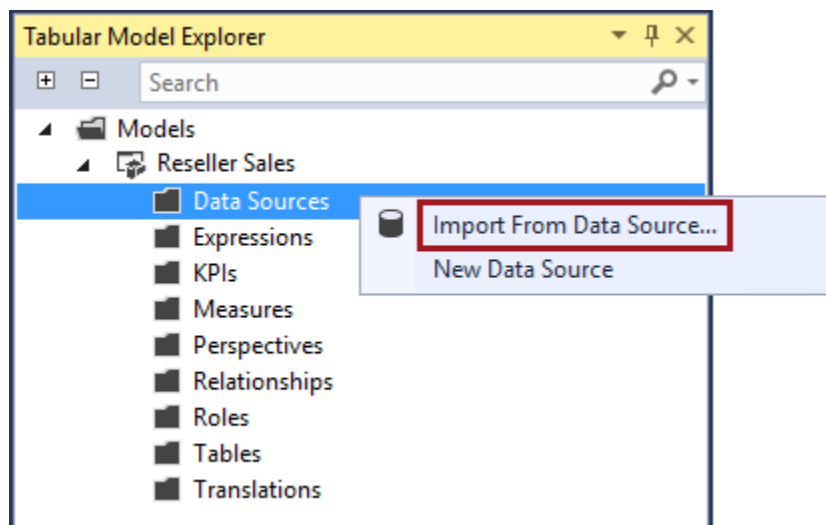 Tabular Model Explorer
Search
Models
Reseller Sales
Data Sources
Import From Data Source...
Expressions
New Data Source
KPIs
Measures
Perspectives
Relationships
Roles
Tables
Translations